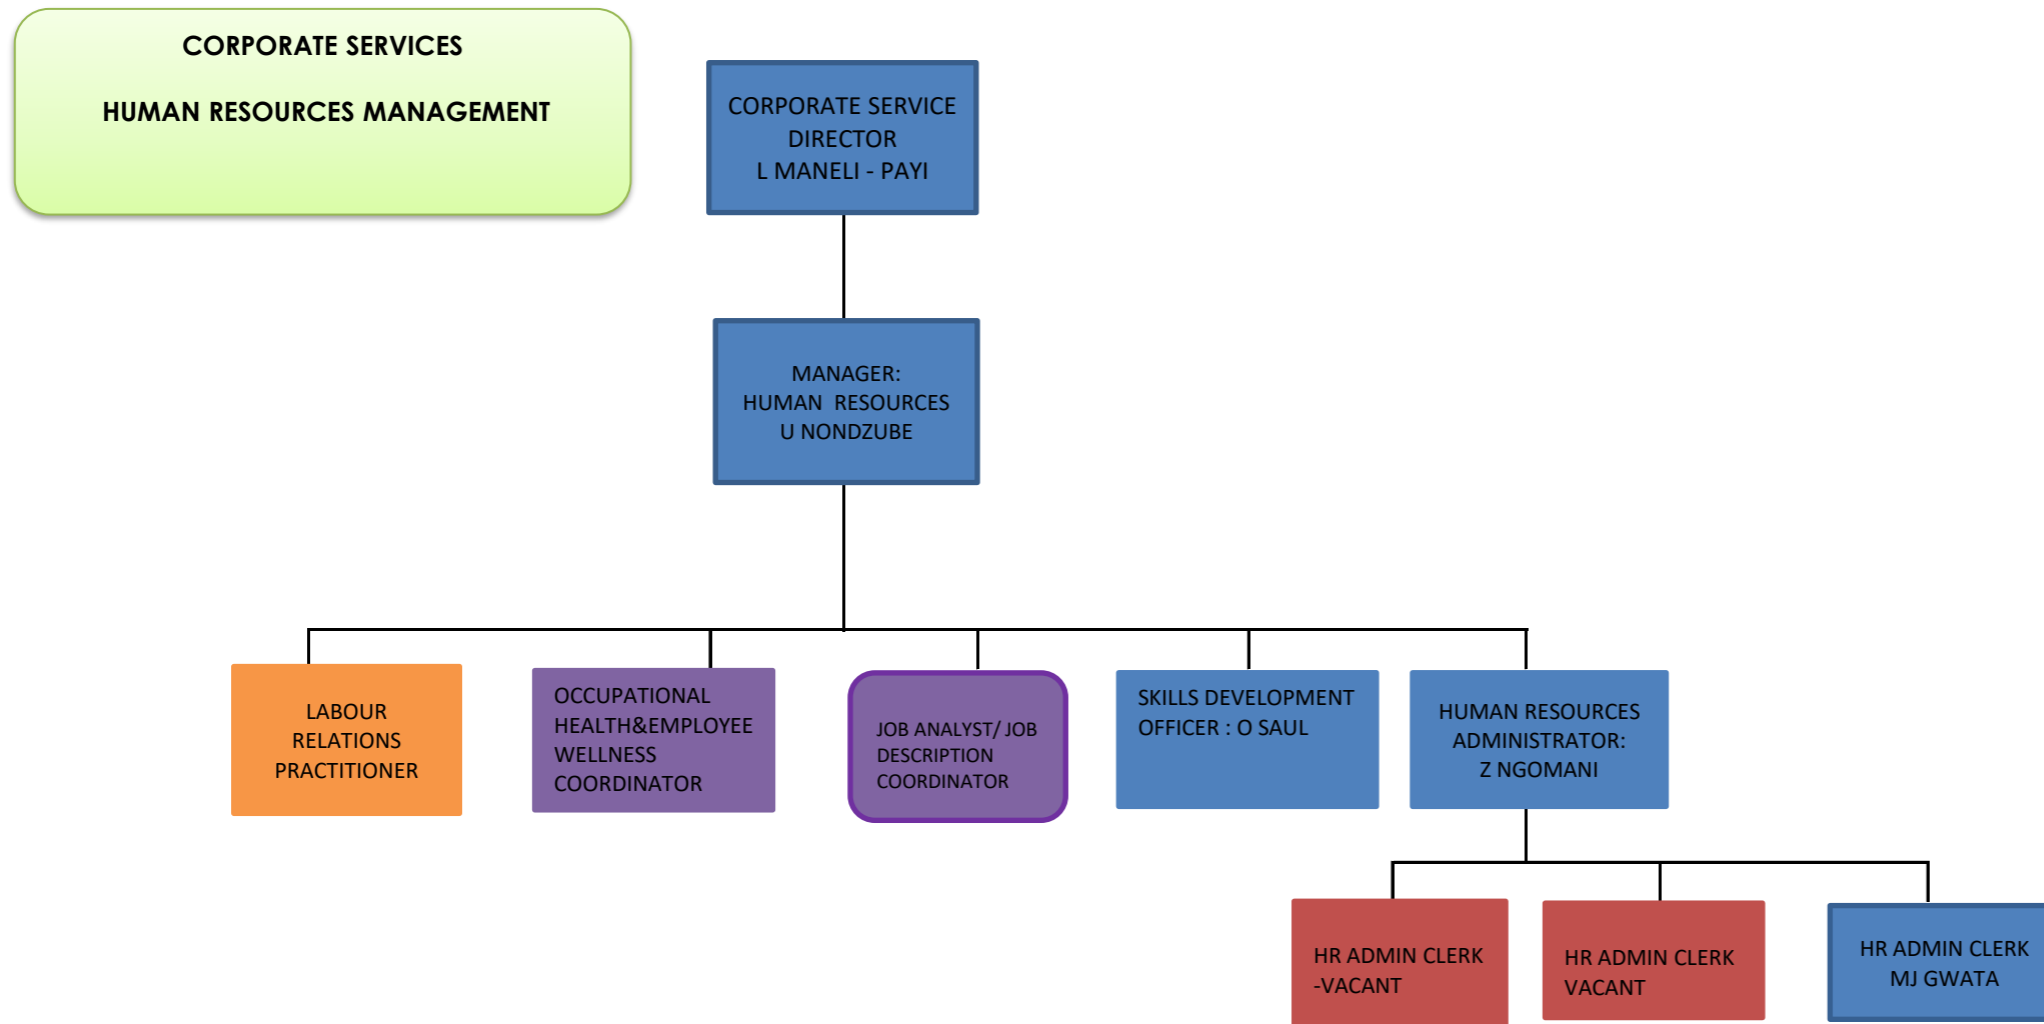 CORPORATE SERVICES
HUMAN RESOURCES MANAGEMENT
CORPORATE SERVICE
DIRECTOR
L MANELI - PAYI
MANAGER:
HUMAN  RESOURCES
U NONDZUBE
LABOUR
RELATIONS
PRACTITIONER
OCCUPATIONAL
HEALTH&EMPLOYEE
WELLNESS
COORDINATOR
JOB ANALYST/ JOB
DESCRIPTION
COORDINATOR
SKILLS DEVELOPMENT
OFFICER : O SAUL
HUMAN RESOURCES
ADMINISTRATOR:
Z NGOMANI
HR ADMIN CLERK
-VACANT
HR ADMIN CLERK
VACANT
HR ADMIN CLERK
MJ GWATA